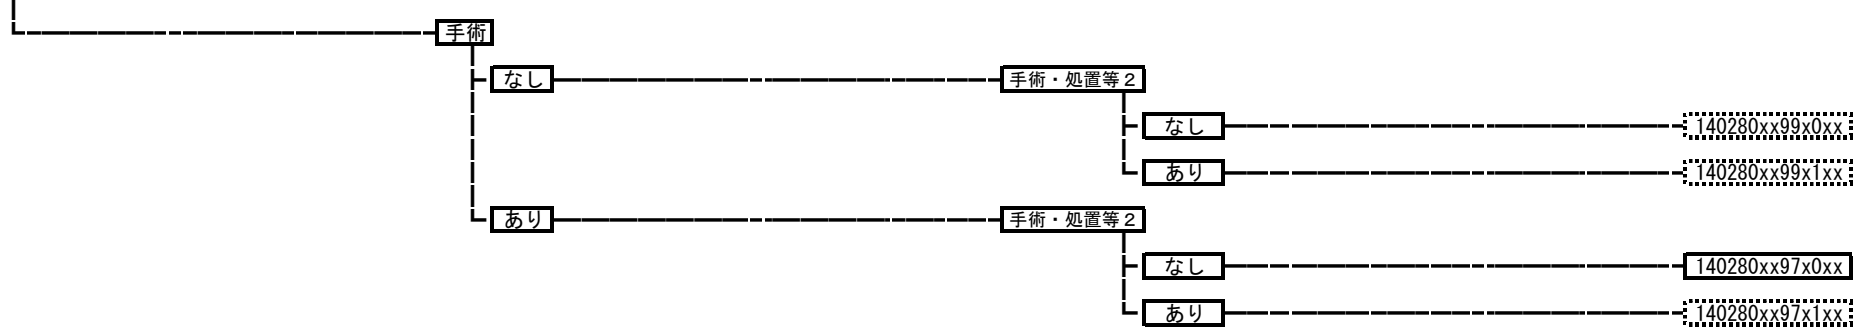 手術
なし 手術・処置等２
なし 140280xx99x0xx
あり 140280xx99x1xx
あり 手術・処置等２
なし 140280xx97x0xx
あり 140280xx97x1xx